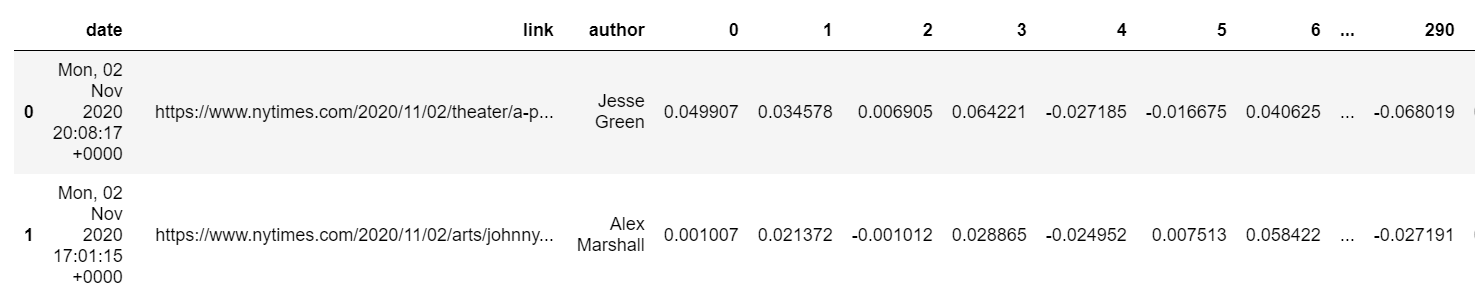 date link author 0 1 2 3 4 5 6 ... 290
Mon, 02
Nov
0 2020 https://www.nytimes.com/2020/11/02/theater/a-p... Jesse Green 0.049907 0.034578 0.006905 0.064221 -0.027185 -0.016675 0.040625 ... -0.068019
20:08:17
+0000
Mon, 02
Nov
1 2020 https://www.nytimes.com/2020/11/02/arts/johnny... Alex Marshall 0.001007 0.021372 -0.001012 0.028865 -0.024952 0.007513 0.058422 ... -0.027191
17:01:15
+0000